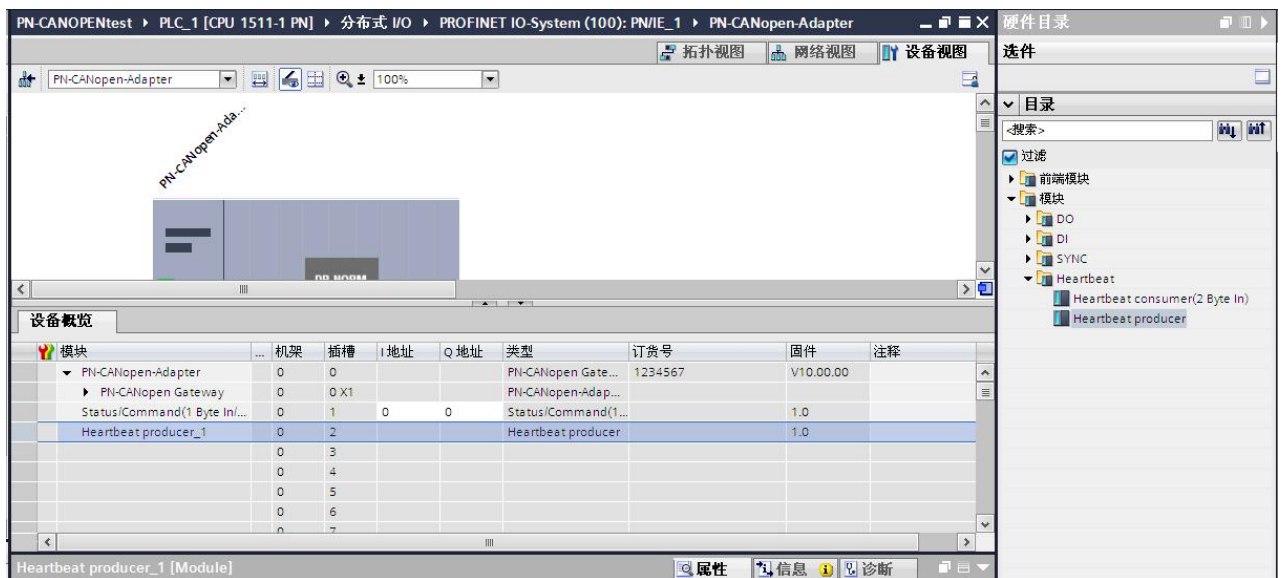 PN-CANOPENtest ▸ PLC_1 [CPU 1511-1 PN] ▸ 分布式 I/O ▸ PROFINET IO-System (100): PN/IE_1 ▸ PN-CANopen-Adapter
硬件目录
拓扑视图 网络视图 设备视图
选件
PN-CANopen-Adapter 100%
PN-CANopen-Ada...
目录
<搜索>
过滤
前端模块
模块
DO
DI
SYNC
Heartbeat
Heartbeat consumer(2 Byte In)
Heartbeat producer
设备概览
模块 ... 机架 插槽 I 地址 Q 地址 类型 订货号 固件 注释
PN-CANopen-Adapter 0 0 PN-CANopen Gate... 1234567 V10.00.00
PN-CANopen Gateway 0 0 X1 PN-CANopen-Adap...
Status/Command(1 Byte In/... 0 1 0 0 Status/Command(1... 1.0
Heartbeat producer_1 0 2 Heartbeat producer 1.0
0 3
0 4
0 5
0 6
0 7
Heartbeat producer_1 [Module]
属性 信息 诊断